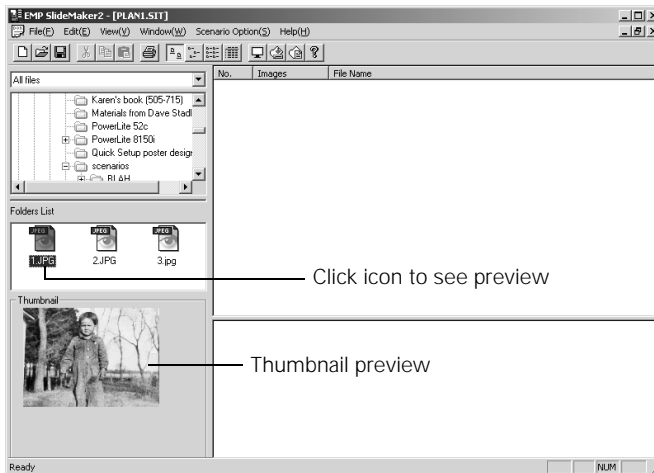 EMP SlideMaker2 - [PLAN1.SIT]
File(F) Edit(E) View(V) Window(W) Scenario Option(S) Help(H)
All files
Karen's book (505-715)
Materials from Dave Stadl
PowerLite 52c
PowerLite 8150i
Quick Setup poster design
scenarios
BLAH
No. Images File Name
Folders List
JPEG JPEG JPEG
1.JPG 2.JPG 3.jpg
Click icon to see preview
Thumbnail
Thumbnail preview
Ready NUM